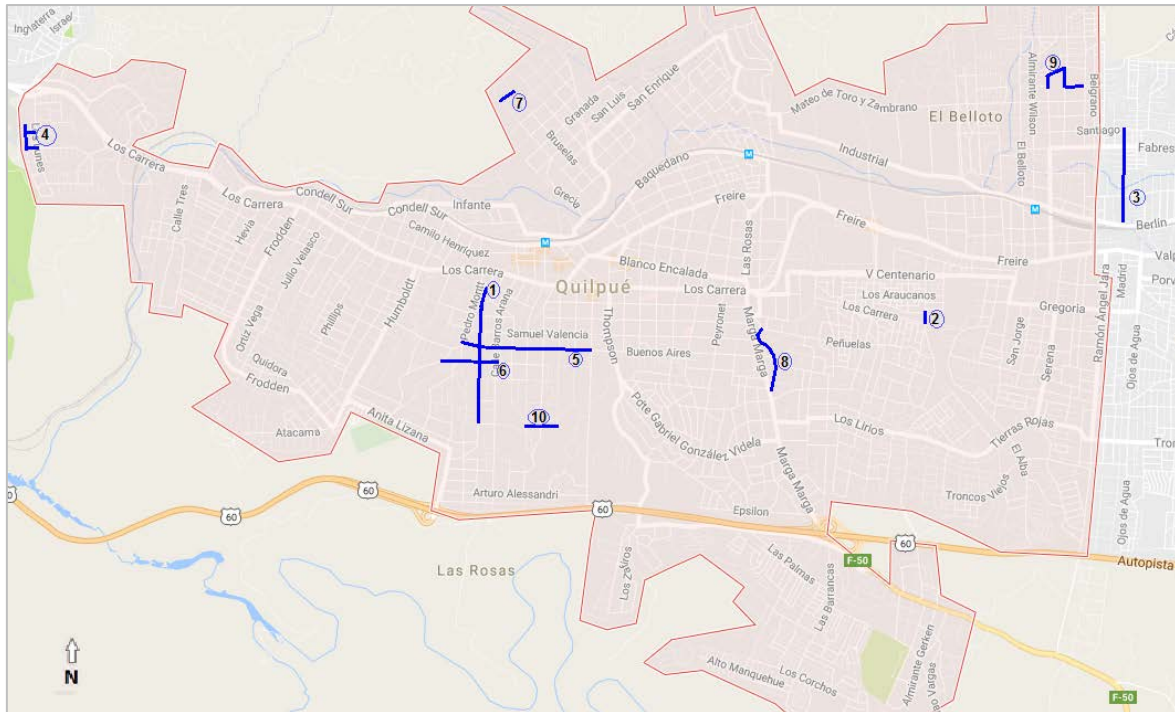 Inglaterra
Israel
4
Los Carrera
Calle Tres
Los Carrera
Hevia
Frodden
Julio Velasco
Condell Sur
Condell Sur
Infante
Camilo Henríquez
Los Carrera
Ortiz Vega
Quidora
Frodden
Phillips
Humboldt
Atacama
Anita Lizana
7
Granada
San Luis
San Enrique
Bruselas
Grecia
Baquedano
M
M
M
Quilpué
Blanco Encalada
Los Carrera
Freire
Las Rosas
1
Pedro Montt
Barros Arana
Samuel Valencia
5
6
10
Thompson
Buenos Aires
Peyronet
Marga Marga
8
Pdte Gabriel González Videla
Marga Marga
Arturo Alessandri
Epsilon
Mateo de Toro y Zambrano
Industrial
El Belloto
Almirante Wilson
El Belloto
9
Belgrano
Santiago
Fabres
3
Berlin
Freire
Freire
V Centenario
Los Araucanos
Los Carrera
2
Peñuelas
San Jorge
Gregoria
Serena
Ramón Ángel Jara
Madrid
Ojos de Agua
Ojos de Agua
Los Lirios
Tierras Rojas
El Alba
Troncos Viejos
60
60
60
60
60
F-50
F-50
Autopista
Las Rosas
Los Zefiros
Las Palmas
Las Barrancas
Alto Manquehue
Los Corchos
Almirante Gerken
Vargas
N